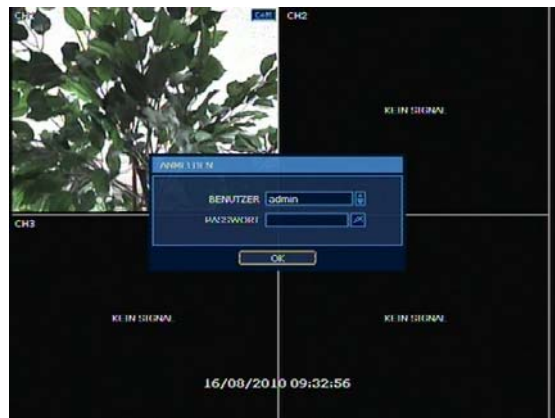 CH1
CH2
KEIN SIGNAL
ANMELDEN
BENUTZER admin
PASSWORT
OK
CH3
KEIN SIGNAL
KEIN SIGNAL
16/08/2010 09:32:56